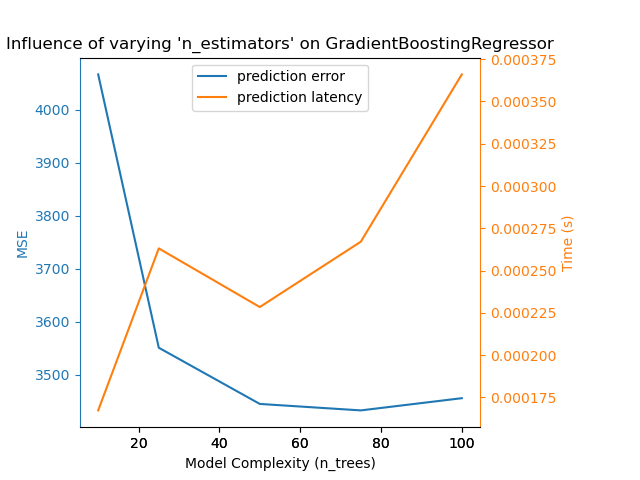 Influence of varying 'n_estimators' on GradientBoostingRegressor
prediction error
prediction latency
4000
3900
3800
3700
3600
3500
MSE
0.000375
0.000350
0.000325
0.000300
0.000275
0.000250
0.000225
0.000200
0.000175
Time (s)
20 40 60 80 100
Model Complexity (n_trees)